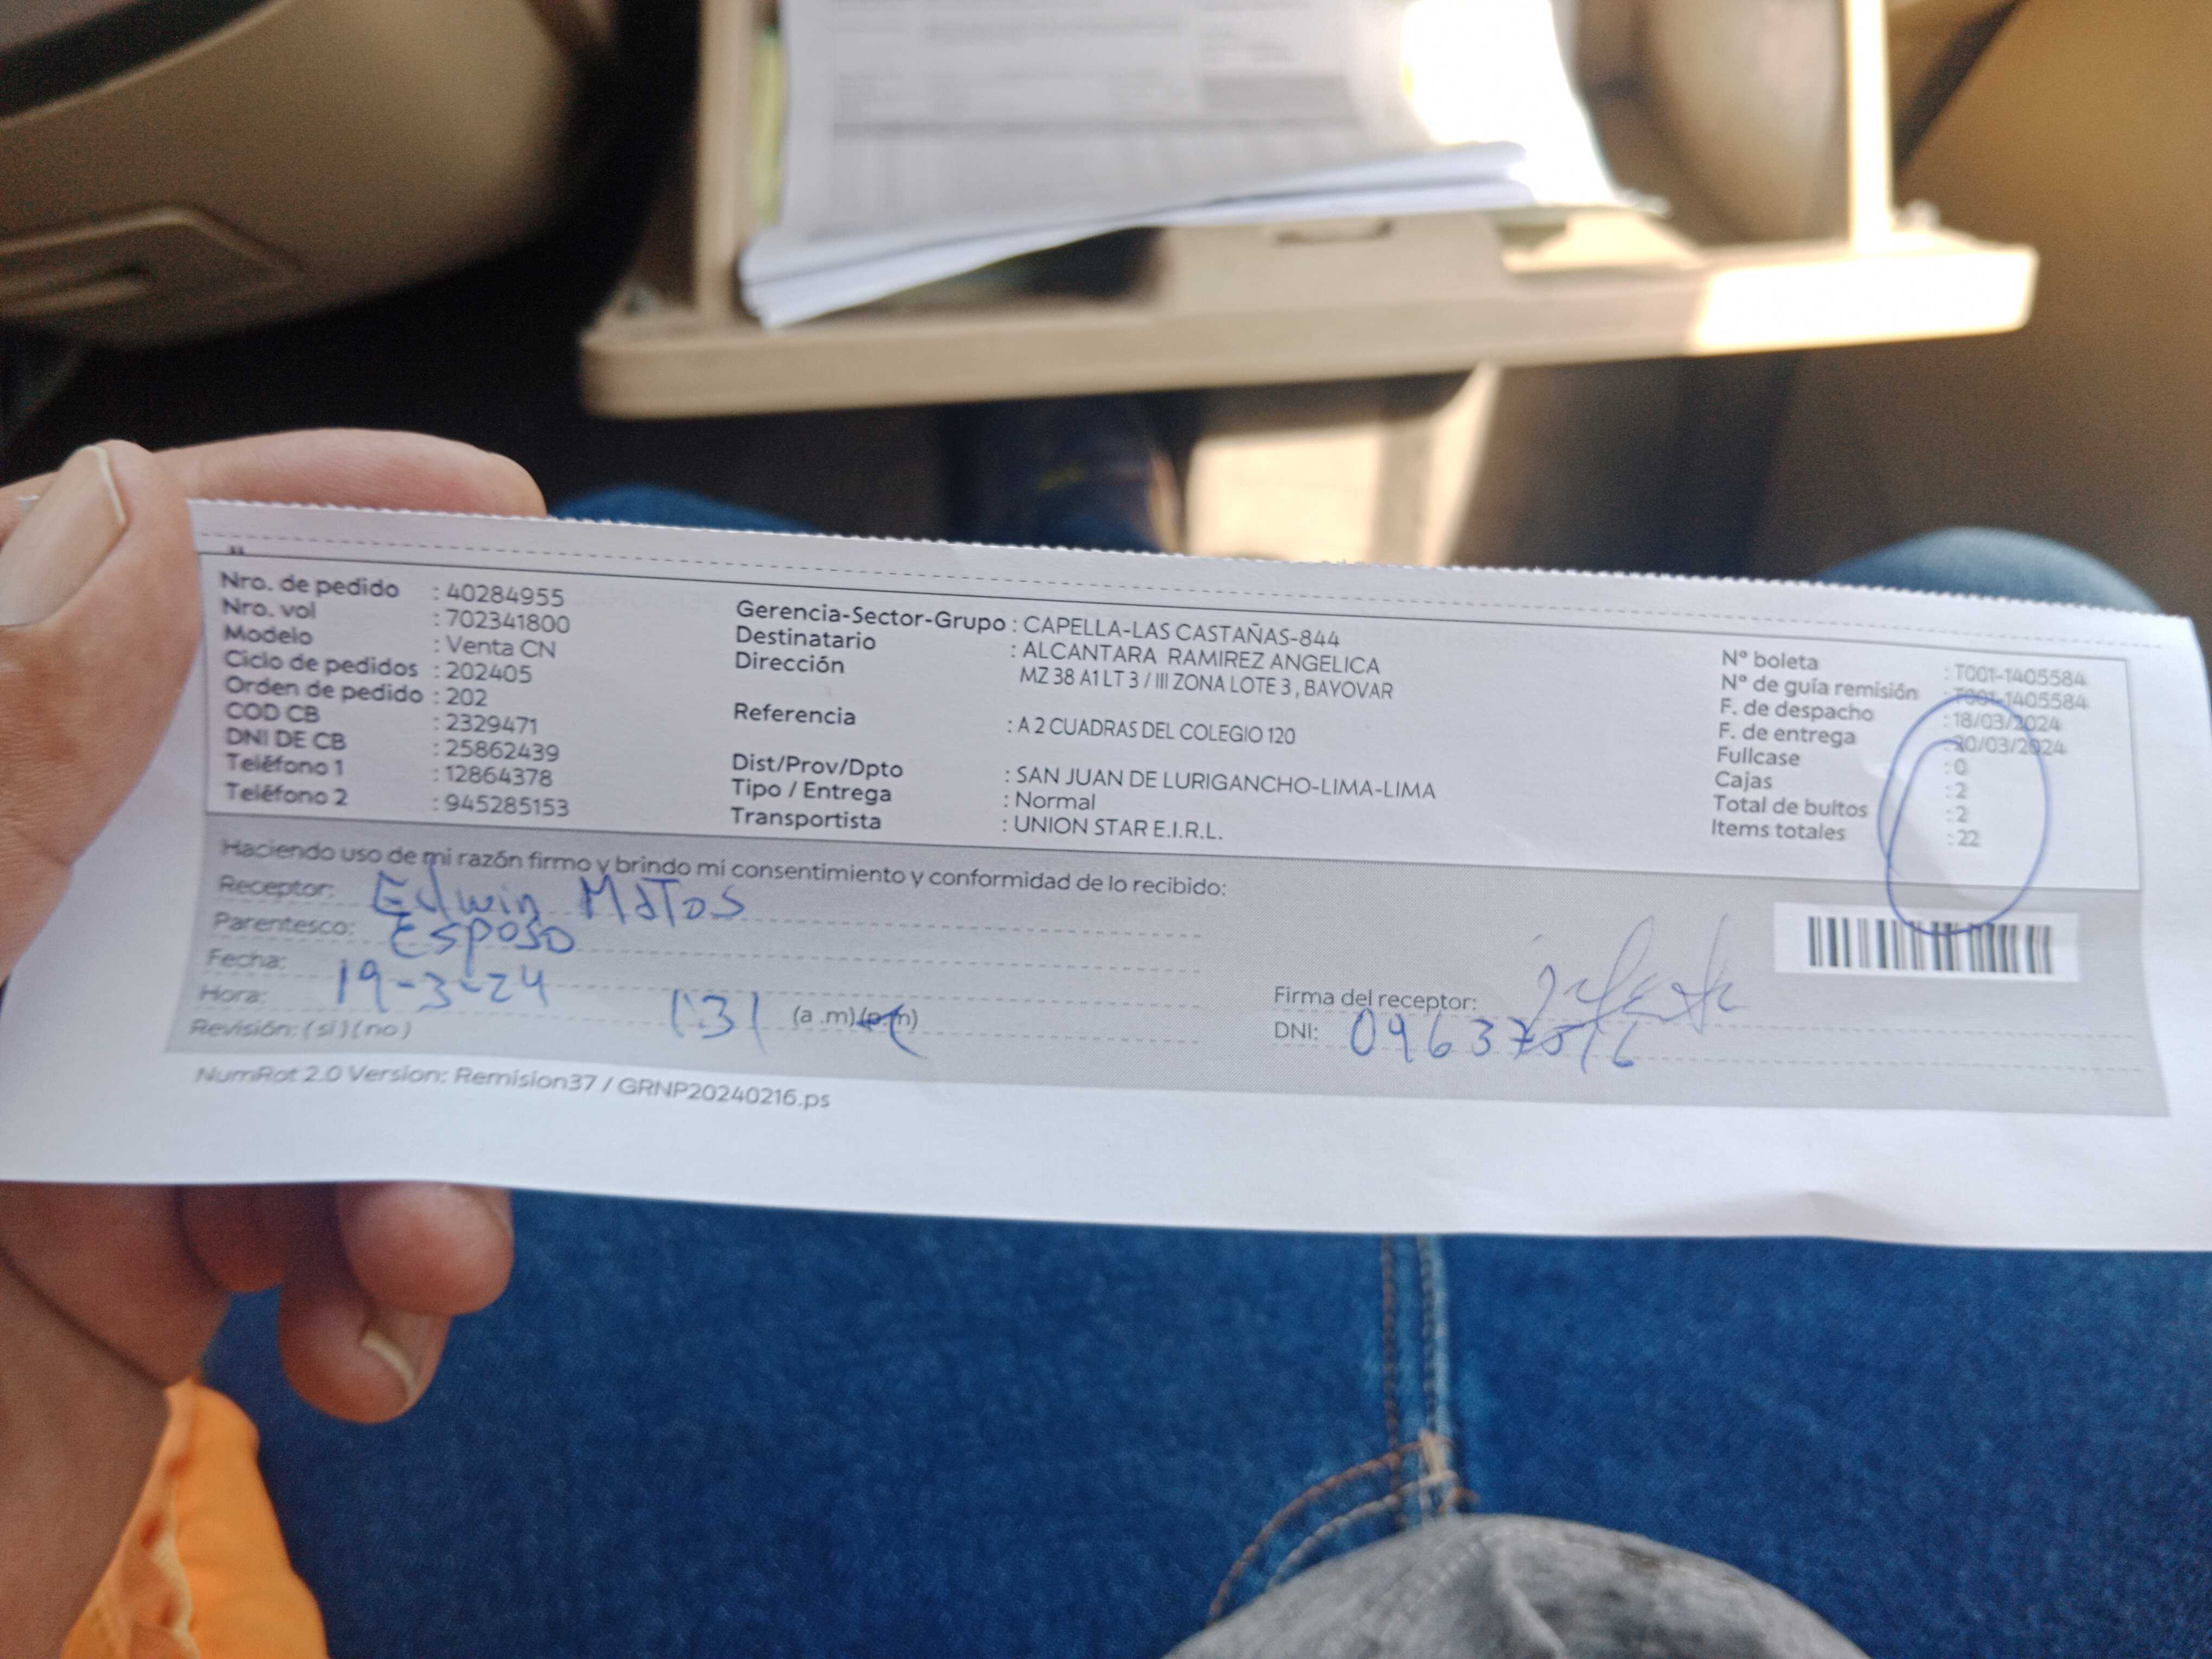 Nro. de pedido : 40284955
Nro. vol : 702341800
Modelo : Venta CN
Ciclo de pedidos : 202405
Orden de pedido : 202
COD CB : 2329471
DNI DE CB : 25862439
Teléfono 1 : 12864378
Teléfono 2 : 945285153
Gerencia-Sector-Grupo : CAPELLA-LAS CASTAÑAS-844
Destinatario : ALCANTARA RAMIREZ ANGELICA
Dirección MZ 38 A1 LT 3 / III ZONA LOTE 3 , BAYOVAR
Referencia : A 2 CUADRAS DEL COLEGIO 120
Dist/Prov/Dpto : SAN JUAN DE LURIGANCHO-LIMA-LIMA
Tipo / Entrega : Normal
Transportista : UNION STAR E.I.R.L.
Nº boleta : T001-1405584
Nº de guía remisión : T001-1405584
F. de despacho : 18/03/2024
F. de entrega : 20/03/2024
Fullcase : 0
Cajas : 2
Total de bultos : 2
Items totales : 22
Haciendo uso de mi razón firmo y brindo mi consentimiento y conformidad de lo recibido:
Receptor: Edwin MATOS
Parentesco: Esposo
Fecha: 19-3-24
Hora: 1:31 (a .m) (p.m)
Revisión: ( si ) ( no )
Firma del receptor:
DNI:
NumRot 2.0 Version: Remision37 / GRNP20240216.ps